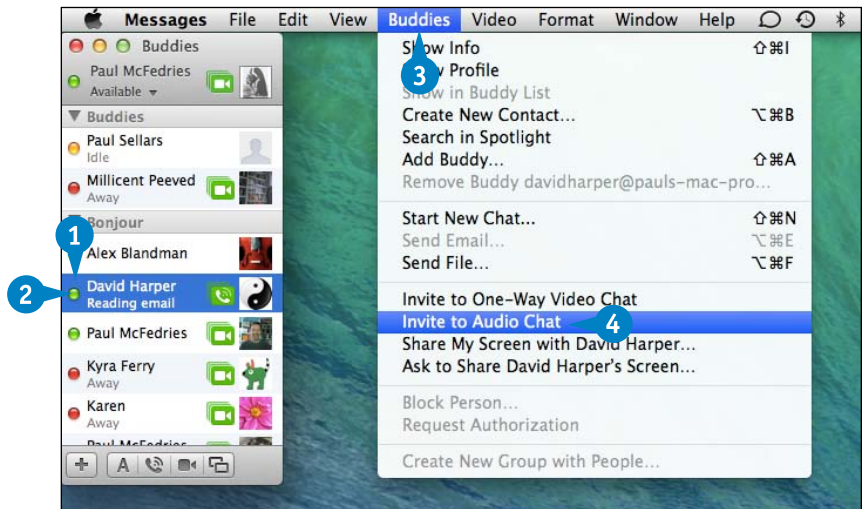 Messages File Edit View Buddies Video Format Window Help
Buddies
Paul McFedries
Available
Buddies
Paul Sellars
Idle
Millicent Peeved
Away
Bonjour
1
Alex Blandman
2
David Harper
Reading email
Paul McFedries
Kyra Ferry
Away
Karen
Away
Paul McFedries
A
3
Show Info ⇧⌘I
Profile
Show in Buddy List
Create New Contact... ⌥⌘B
Search in Spotlight
Add Buddy... ⇧⌘A
Remove Buddy davidharper@pauls-mac-pro...
Start New Chat... ⇧⌘N
Send Email... ⌥⌘E
Send File... ⌥⌘F
Invite to One-Way Video Chat
Invite to Audio Chat 4
Share My Screen with David Harper...
Ask to Share David Harper's Screen...
Block Person...
Request Authorization
Create New Group with People...